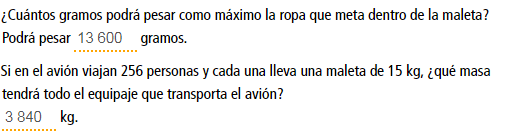 ¿Cuántos gramos podrá pesar como máximo la ropa que meta dentro de la maleta?
Podrá pesar 13 600 gramos.
Si en el avión viajan 256 personas y cada una lleva una maleta de 15 kg, ¿qué masa
tendrá todo el equipaje que transporta el avión?
3 840 kg.